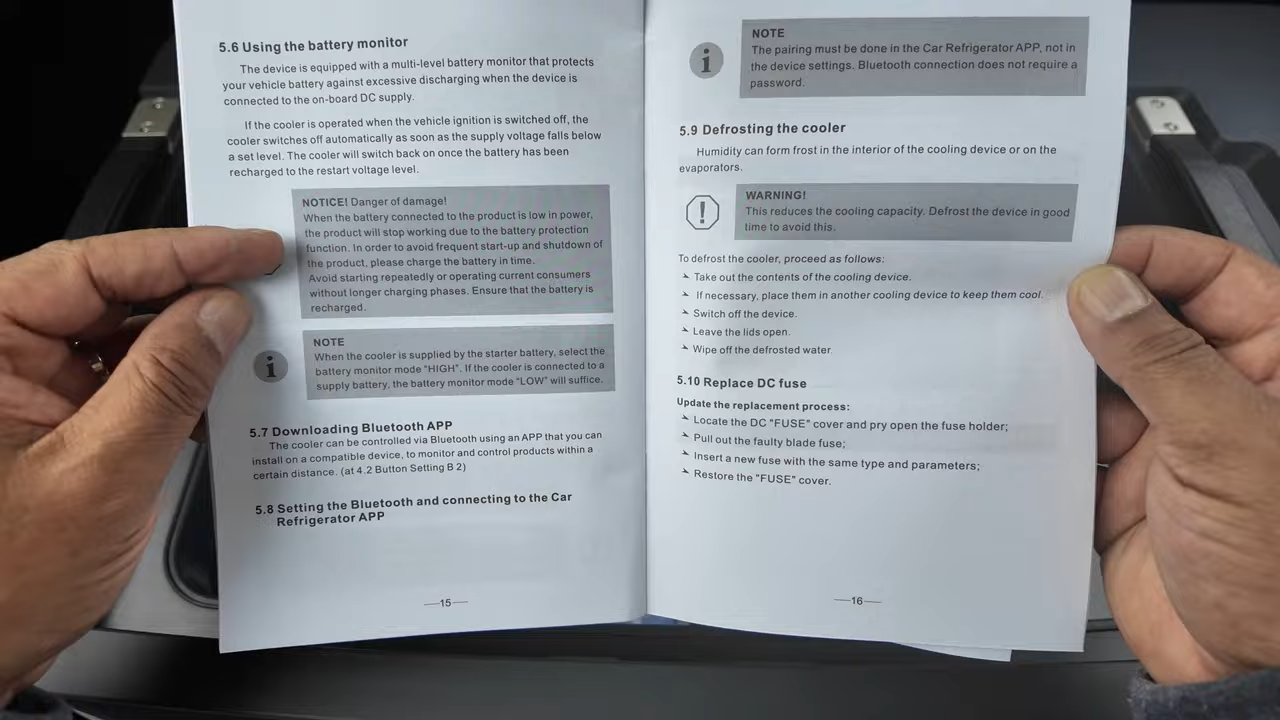 5.6 Using the battery monitor
The device is equipped with a multi-level battery monitor that protects
your vehicle battery against excessive discharging when the device is
connected to the on-board DC supply.
If the cooler is operated when the vehicle ignition is switched off, the
cooler switches off automatically as soon as the supply voltage falls below
a set level. The cooler will switch back on once the battery has been
recharged to the restart voltage level.
NOTICE! Danger of damage!
When the battery connected to the product is low in power,
the product will stop working due to the battery protection
function. In order to avoid frequent start-up and shutdown of
the product, please charge the battery in time.
Avoid starting repeatedly or operating current consumers
without longer charging phases. Ensure that the battery is
recharged.
i
NOTE
When the cooler is supplied by the starter battery, select the
battery monitor mode "HIGH". If the cooler is connected to a
supply battery, the battery monitor mode "LOW" will suffice.
5.7 Downloading Bluetooth APP
The cooler can be controlled via Bluetooth using an APP that you can
install on a compatible device, to monitor and control products within a
certain distance. (at 4.2 Button Setting B 2)
5.8 Setting the Bluetooth and connecting to the Car
Refrigerator APP
—15—
i
NOTE
The pairing must be done in the Car Refrigerator APP, not in
the device settings. Bluetooth connection does not require a
password.
5.9 Defrosting the cooler
Humidity can form frost in the interior of the cooling device or on the
evaporators.
!
WARNING!
This reduces the cooling capacity. Defrost the device in good
time to avoid this.
To defrost the cooler, proceed as follows:
➣ Take out the contents of the cooling device.
➣ If necessary, place them in another cooling device to keep them cool.
➣ Switch off the device.
➣ Leave the lids open.
➣ Wipe off the defrosted water.
5.10 Replace DC fuse
Update the replacement process:
➣ Locate the DC "FUSE" cover and pry open the fuse holder;
➣ Pull out the faulty blade fuse;
➣ Insert a new fuse with the same type and parameters;
➣ Restore the "FUSE" cover.
—16—